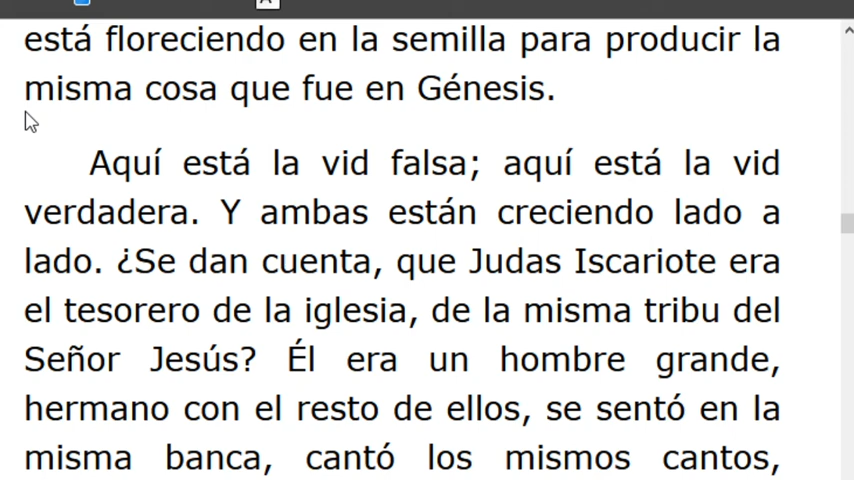 está floreciendo en la semilla para producir la
misma cosa que fue en Génesis.
Aquí está la vid falsa; aquí está la vid
verdadera. Y ambas están creciendo lado a
lado. ¿Se dan cuenta, que Judas Iscariote era
el tesorero de la iglesia, de la misma tribu del
Señor Jesús? Él era un hombre grande,
hermano con el resto de ellos, se sentó en la
misma banca, cantó los mismos cantos,